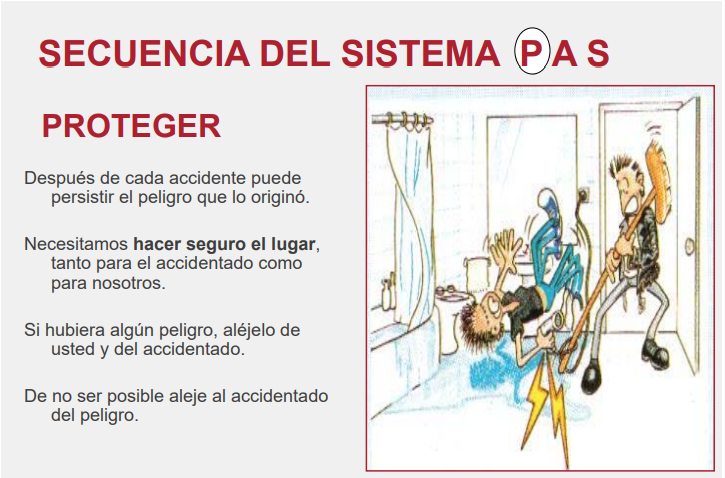 SECUENCIA DEL SISTEMA P A S
PROTEGER
Después de cada accidente puede
persistir el peligro que lo originó.
Necesitamos hacer seguro el lugar,
tanto para el accidentado como
para nosotros.
Si hubiera algún peligro, aléjelo de
usted y del accidentado.
De no ser posible aleje al accidentado
del peligro.